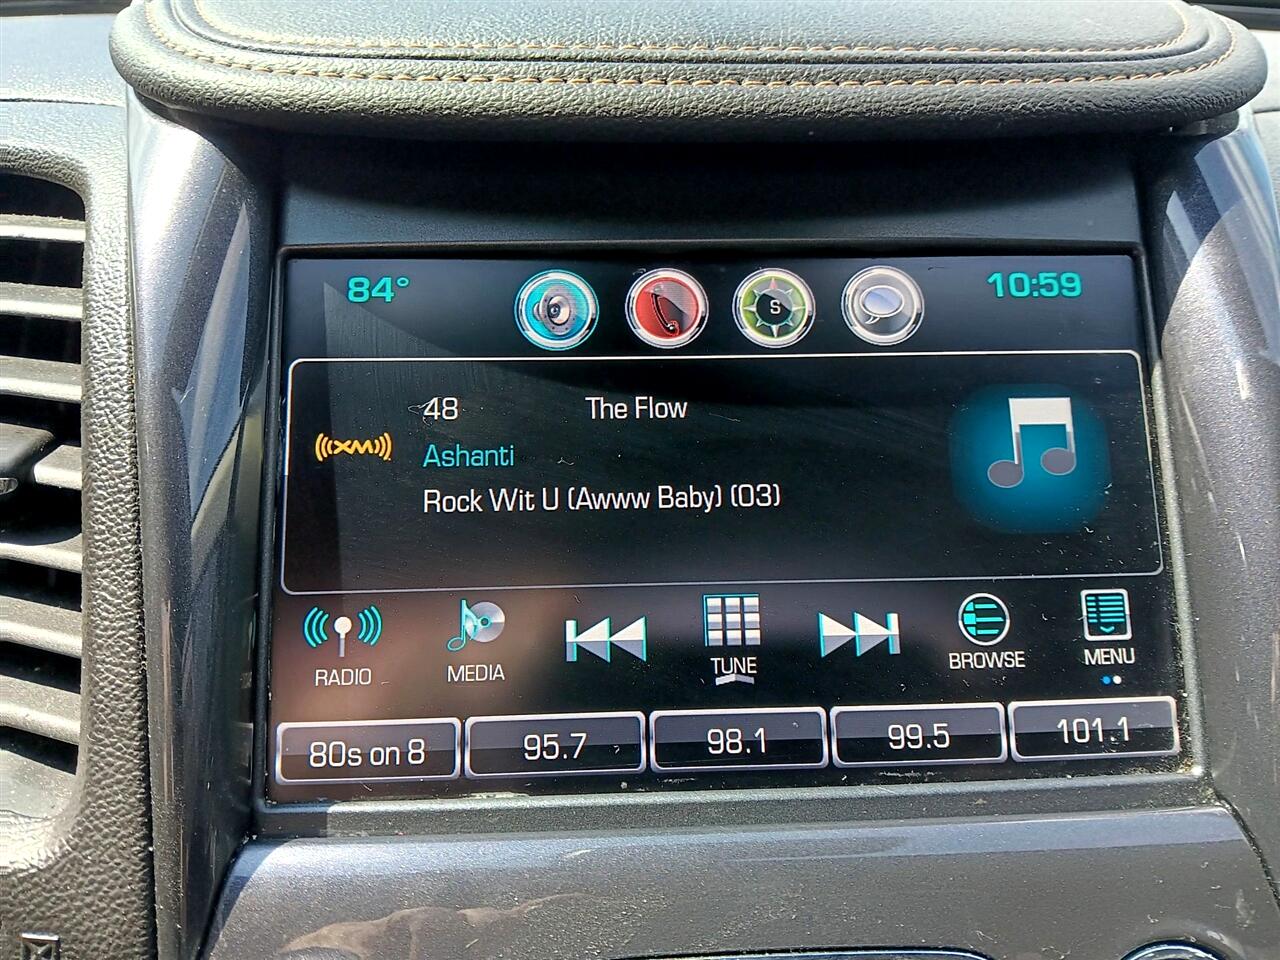 84° S 10:59
48 The Flow
((XM))
Ashanti
Rock Wit U (Awww Baby) (03)
RADIO MEDIA TUNE BROWSE MENU
80s on 8 95.7 98.1 99.5 101.1